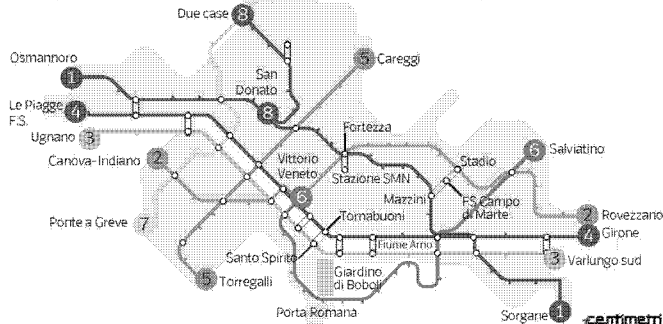 Due case
8
5
Careggi
Osmannoro
1
San
Donato
8
Le Piagge
F.S.
4
Ugnano
3
Fortezza
Canova-Indiano
2
Vittorio
Veneto
6
Stazione SMN
Stadio
6
Salviatino
Mazzini
FS Campo
di Marte
Ponte a Greve
7
Tornabuoni
2
Rovezzano
4
Girone
Fiume Arno
Santo Spirito
3
Varlungo sud
5
Torregalli
Giardino
di Boboli
Porta Romana
Sorgane
1
centimetri